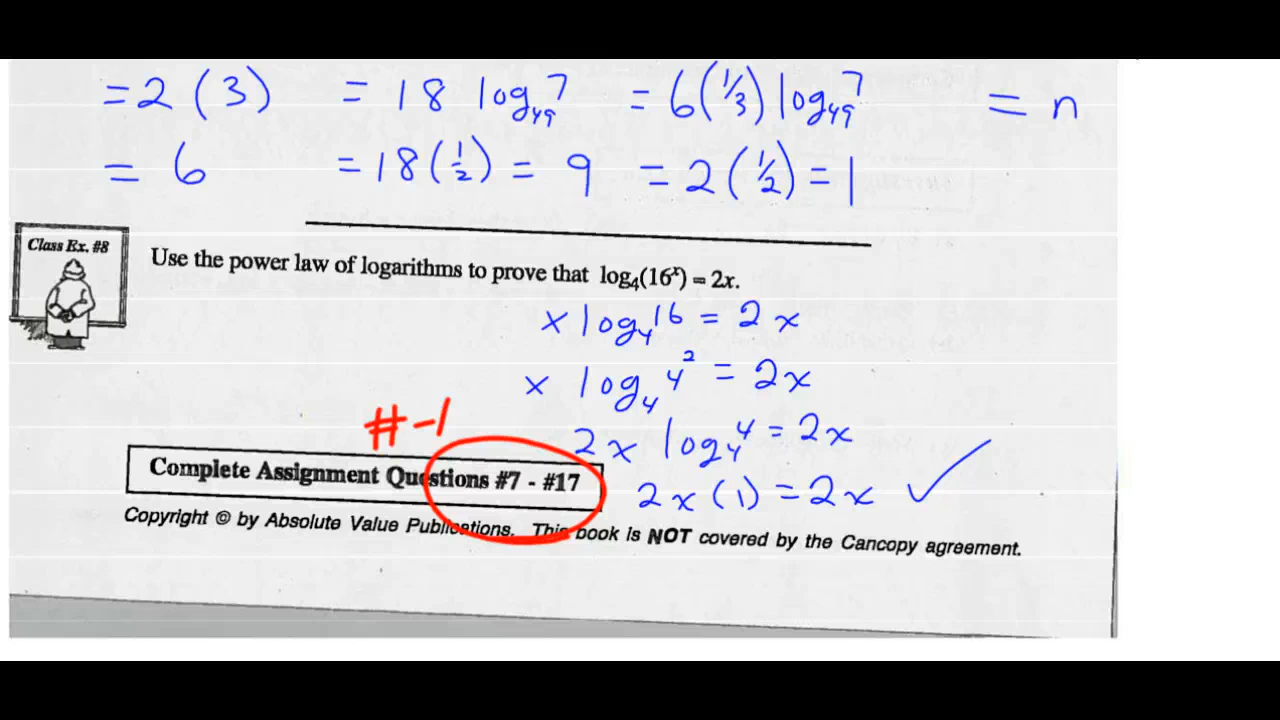 = 2 (3) = 18 log₄₉ 7 = 6(1/3) log₄₉ 7 = n
= 6 = 18(1/2) = 9 = 2(1/2) = 1
Class Ex. #8
Use the power law of logarithms to prove that log₄(16ˣ) = 2x.
x log₄ 16 = 2x
x log₄ 4² = 2x
# -1
2x log₄ 4 = 2x
Complete Assignment Questions #7 - #17
2x (1) = 2x ✓
Copyright © by Absolute Value Publications. This book is NOT covered by the Cancopy agreement.